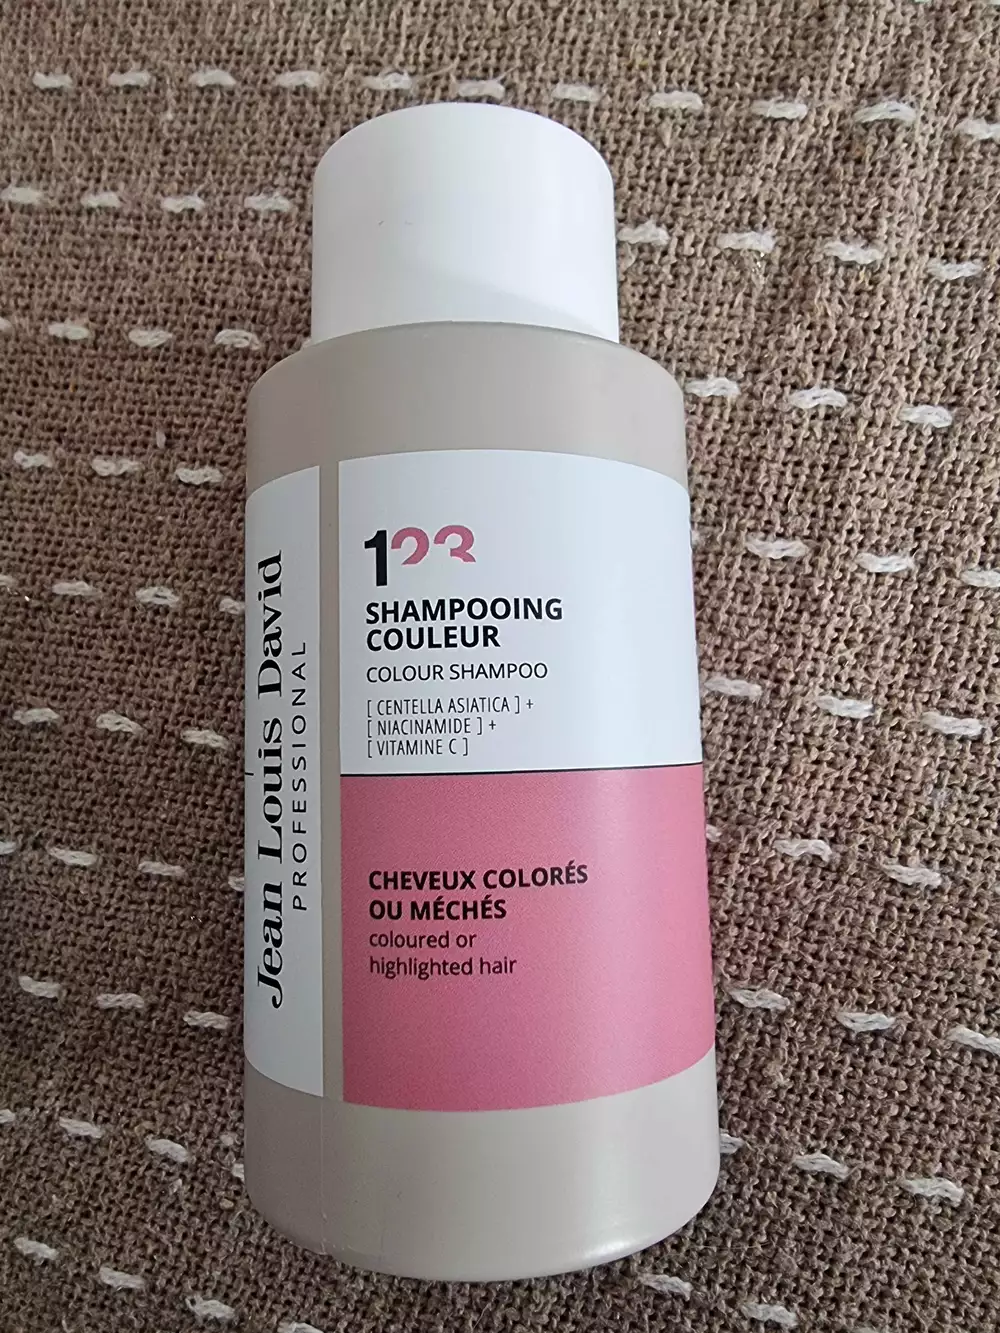 Jean Louis David
PROFESSIONAL
123
SHAMPOOING
COULEUR
COLOUR SHAMPOO
[ CENTELLA ASIATICA ] +
[ NIACINAMIDE ] +
[ VITAMINE C ]
CHEVEUX COLORÉS
OU MÉCHÉS
coloured or
highlighted hair